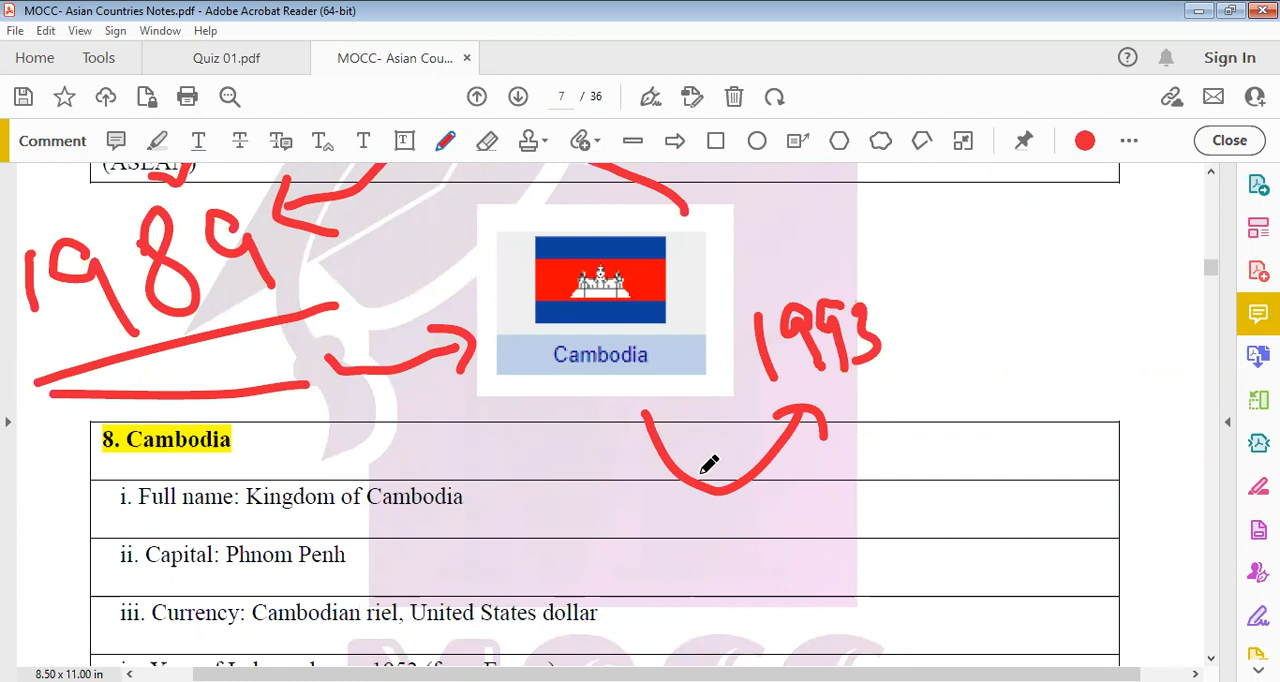 MOCC- Asian Countries Notes.pdf - Adobe Acrobat Reader (64-bit)
File Edit View Sign Window Help
Home Tools Quiz 01.pdf MOCC- Asian Cou... × Sign In
7 / 36
Comment Close
(ASEAN)
1989
Cambodia
1993
8. Cambodia
i. Full name: Kingdom of Cambodia
ii. Capital: Phnom Penh
iii. Currency: Cambodian riel, United States dollar
MOCC
8.50 x 11.00 in